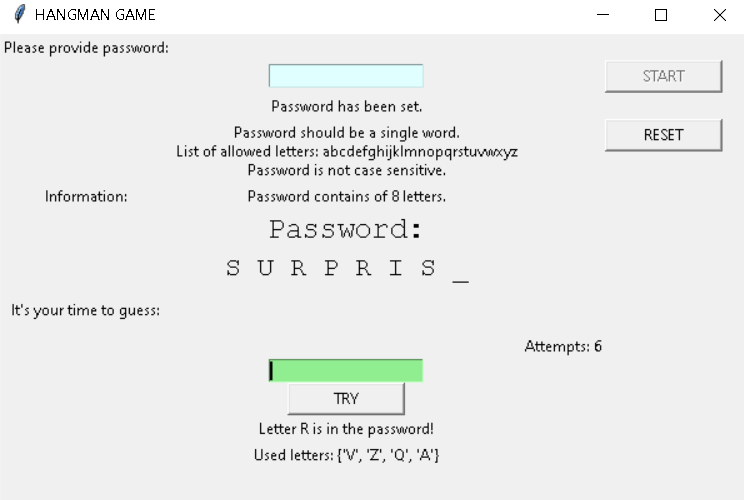 HANGMAN GAME
Please provide password:
START
Password has been set.
Password should be a single word.
RESET
List of allowed letters: abcdefghijklmnopqrstuvwxyz
Password is not case sensitive.
Information:
Password contains of 8 letters.
Password:
S U R P R I S _
It's your time to guess:
Attempts: 6
TRY
Letter R is in the password!
Used letters: {'V', 'Z', 'Q', 'A'}